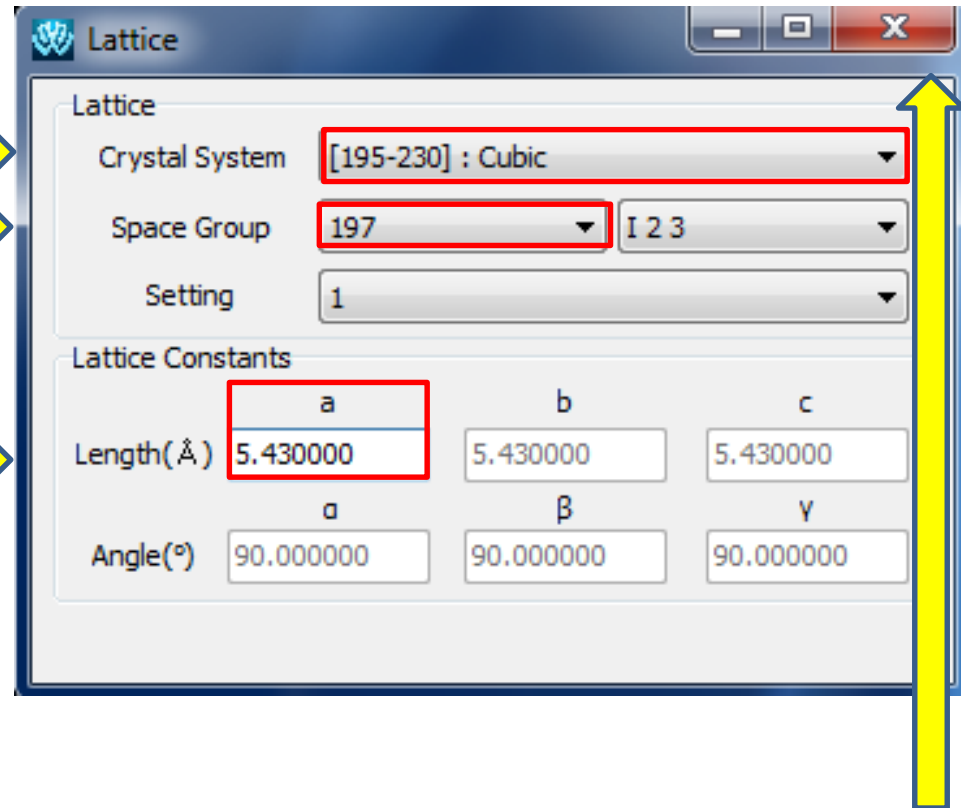 Lattice
Lattice
Crystal System [195-230] : Cubic
Space Group 197 I 2 3
Setting 1
Lattice Constants
a b c
Length(Å) 5.430000 5.430000 5.430000
α β γ
Angle(º) 90.000000 90.000000 90.000000